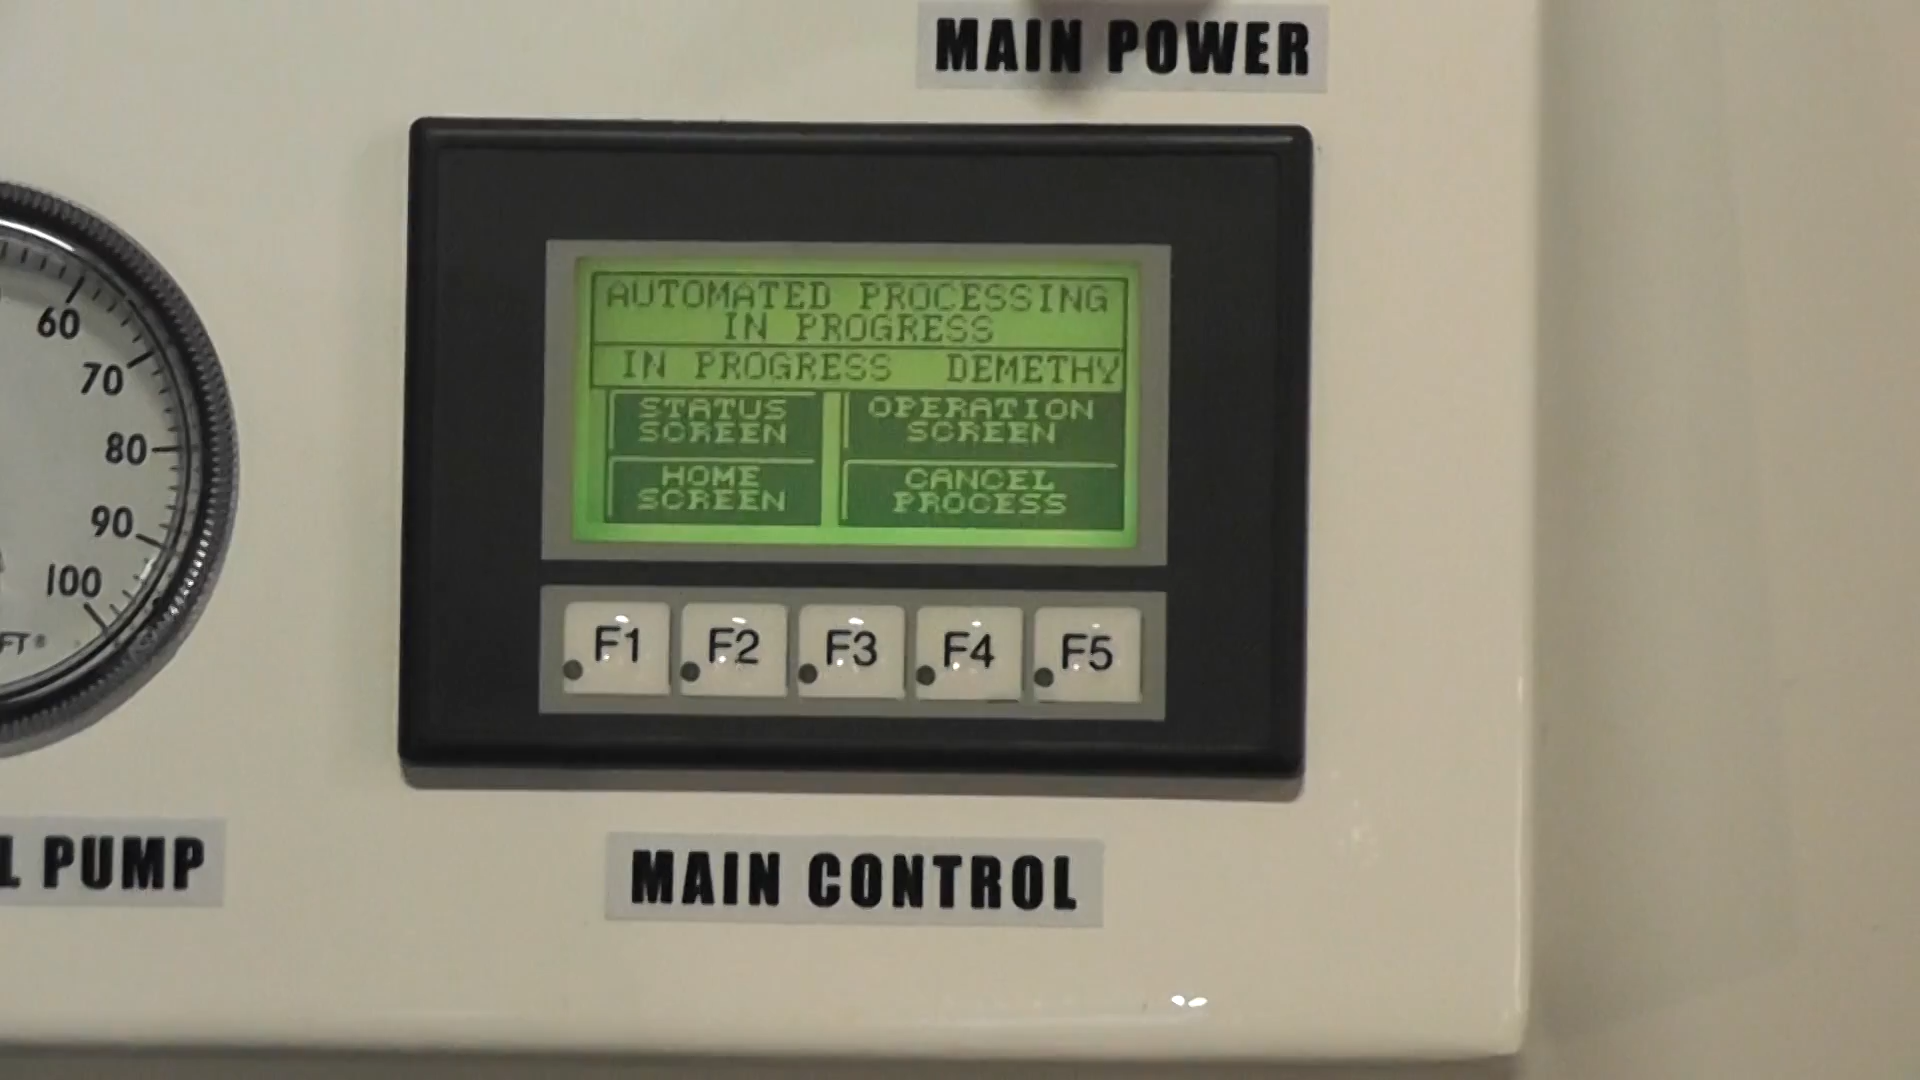 MAIN POWER
60
70
80
90
100
FT®
AUTOMATED PROCESSING
IN PROGRESS
IN PROGRESS DEMETHY
STATUS
SCREEN
OPERATION
SCREEN
HOME
SCREEN
CANCEL
PROCESS
F1 F2 F3 F4 F5
L PUMP
MAIN CONTROL